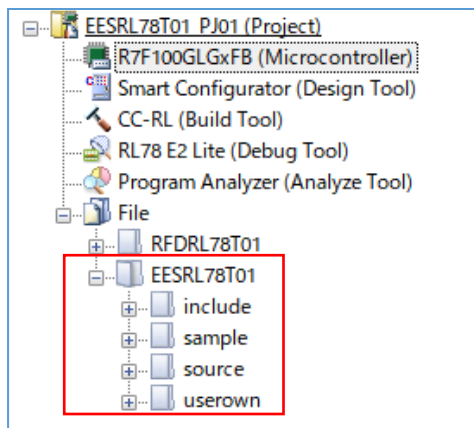 EESRL78T01_PJ01 (Project)
R7F100GLGxFB (Microcontroller)
Smart Configurator (Design Tool)
CC-RL (Build Tool)
RL78 E2 Lite (Debug Tool)
Program Analyzer (Analyze Tool)
File
RFDRL78T01
EESRL78T01
include
sample
source
userown